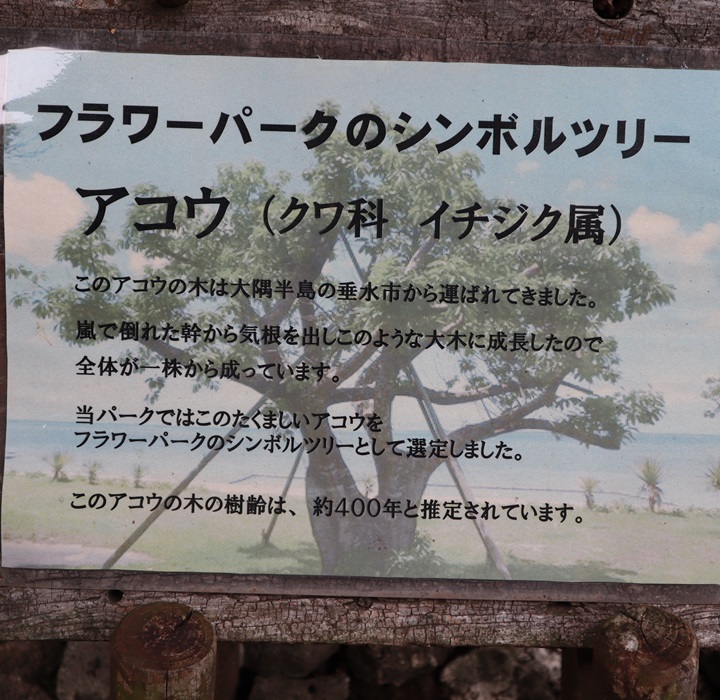 フラワーパークのシンボルツリー
アコウ（クワ科　イチジク属）
このアコウの木は大隅半島の垂水市から運ばれてきました。
嵐で倒れた幹から気根を出しこのような大木に成長したので
全体が一株から成っています。
当パークではこのたくましいアコウを
フラワーパークのシンボルツリーとして選定しました。
このアコウの木の樹齢は、約400年と推定されています。